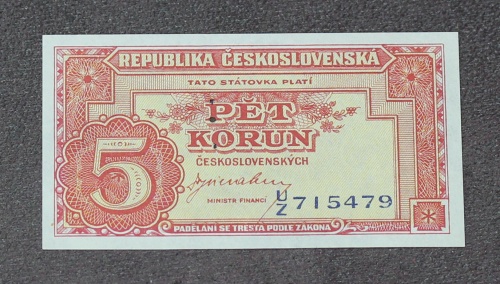 REPUBLIKA ČESKOSLOVENSKÁ
TATO STÁTOVKA PLATÍ
PĚT
KORUN
ČESKOSLOVENSKÝCH
5
MINISTR FINANCÍ
U/Z 715479
PADĚLÁNÍ SE TRESTÁ PODLE ZÁKONA